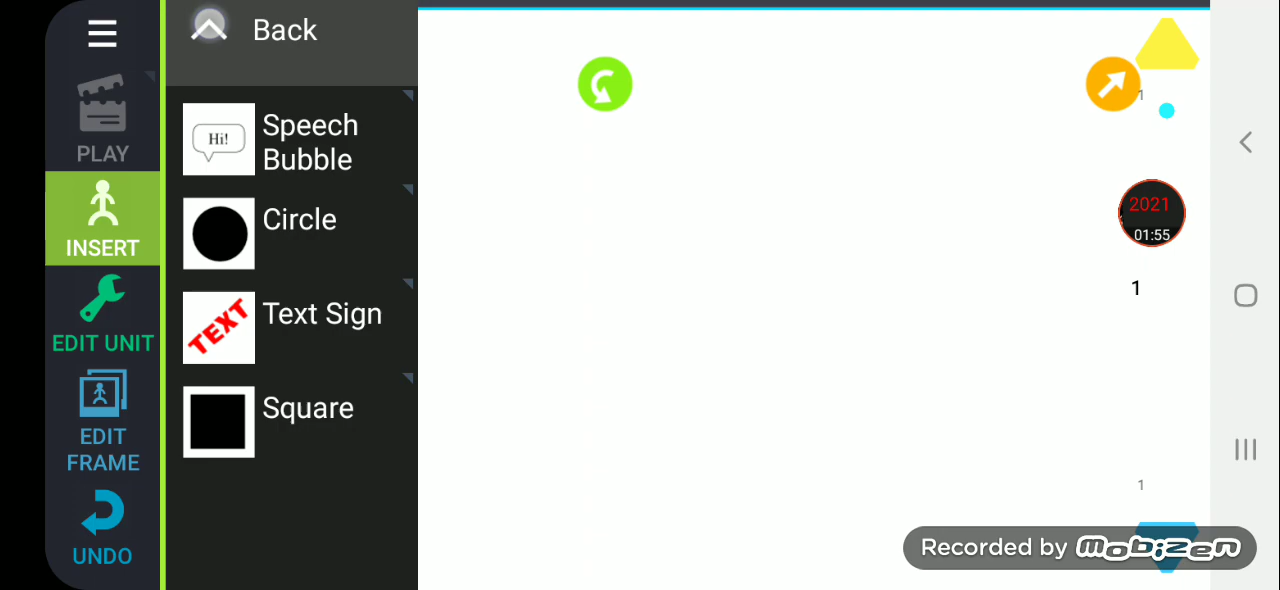 Back
PLAY
INSERT
EDIT UNIT
EDIT
FRAME
UNDO
Hi!
Speech
Bubble
Circle
TEXT
Text Sign
Square
1
2021
01:55
1
1
Recorded by mobizen